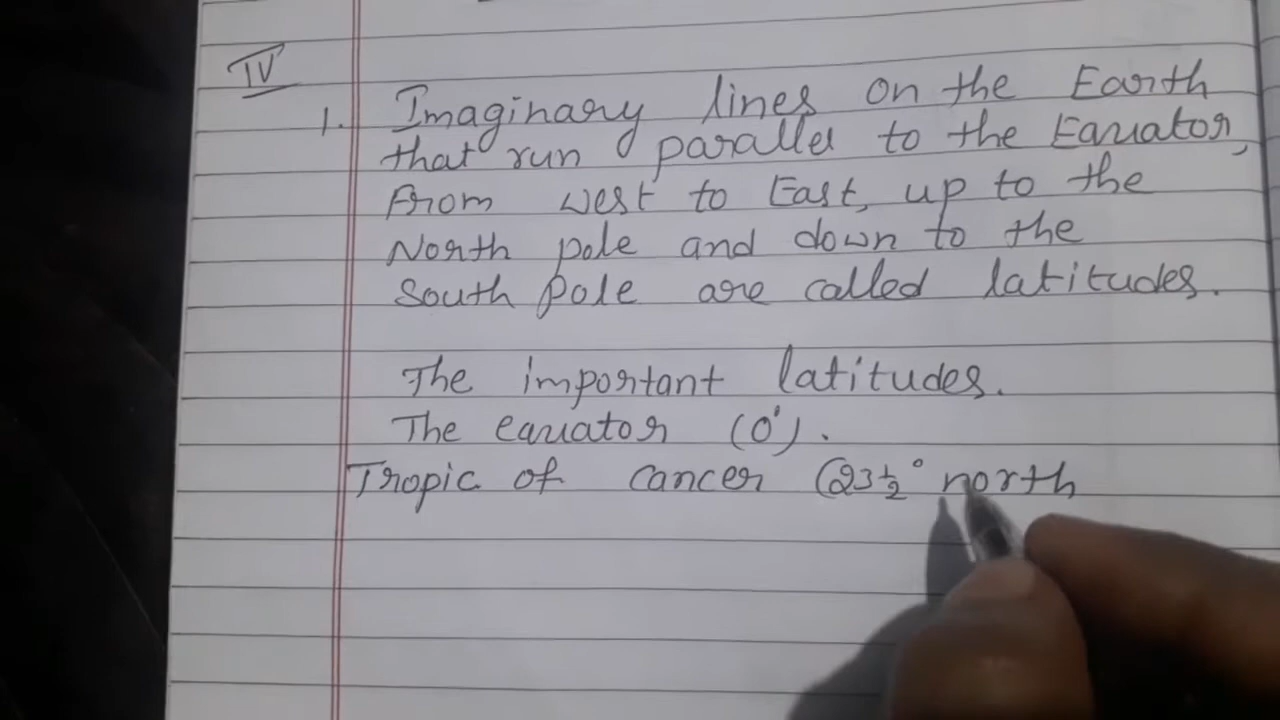 IV
1. Imaginary lines on the Earth
that run parallel to the Equator,
From west to East, up to the
North pole and down to the
South Pole are called latitudes.
The important latitudes.
The equator (0°).
Tropic of cancer (23½° north